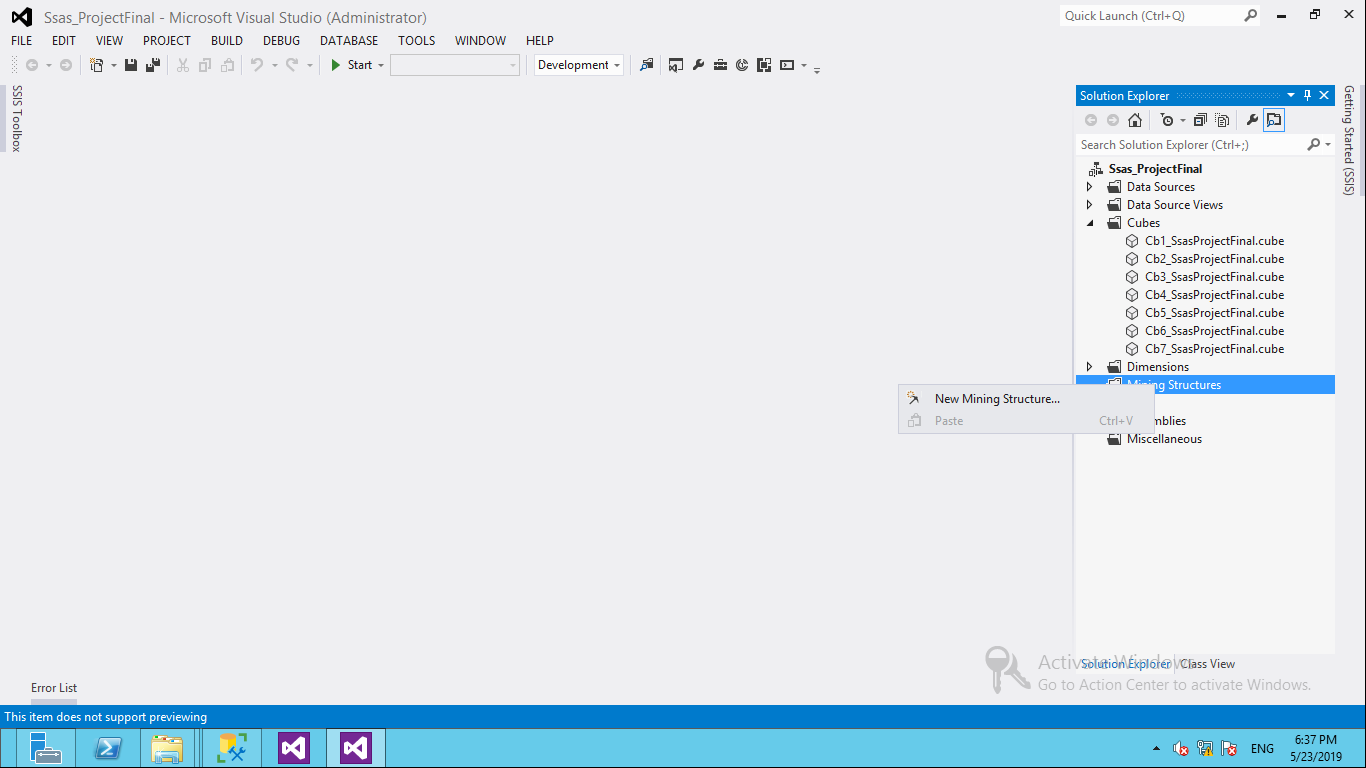 Ssas_ProjectFinal - Microsoft Visual Studio (Administrator)
Quick Launch (Ctrl+Q)
FILE EDIT VIEW PROJECT BUILD DEBUG DATABASE TOOLS WINDOW HELP
Start
Development
SSIS Toolbox
Solution Explorer
Getting Started (SSIS)
Search Solution Explorer (Ctrl+;)
Ssas_ProjectFinal
Data Sources
Data Source Views
Cubes
Cb1_SsasProjectFinal.cube
Cb2_SsasProjectFinal.cube
Cb3_SsasProjectFinal.cube
Cb4_SsasProjectFinal.cube
Cb5_SsasProjectFinal.cube
Cb6_SsasProjectFinal.cube
Cb7_SsasProjectFinal.cube
Dimensions
Mining Structures
New Mining Structure...
Paste Ctrl+V
mblies
Miscellaneous
Activate Windows
Solution Explorer Class View
Go to Action Center to activate Windows.
Error List
This item does not support previewing
ENG
6:37 PM
5/23/2019